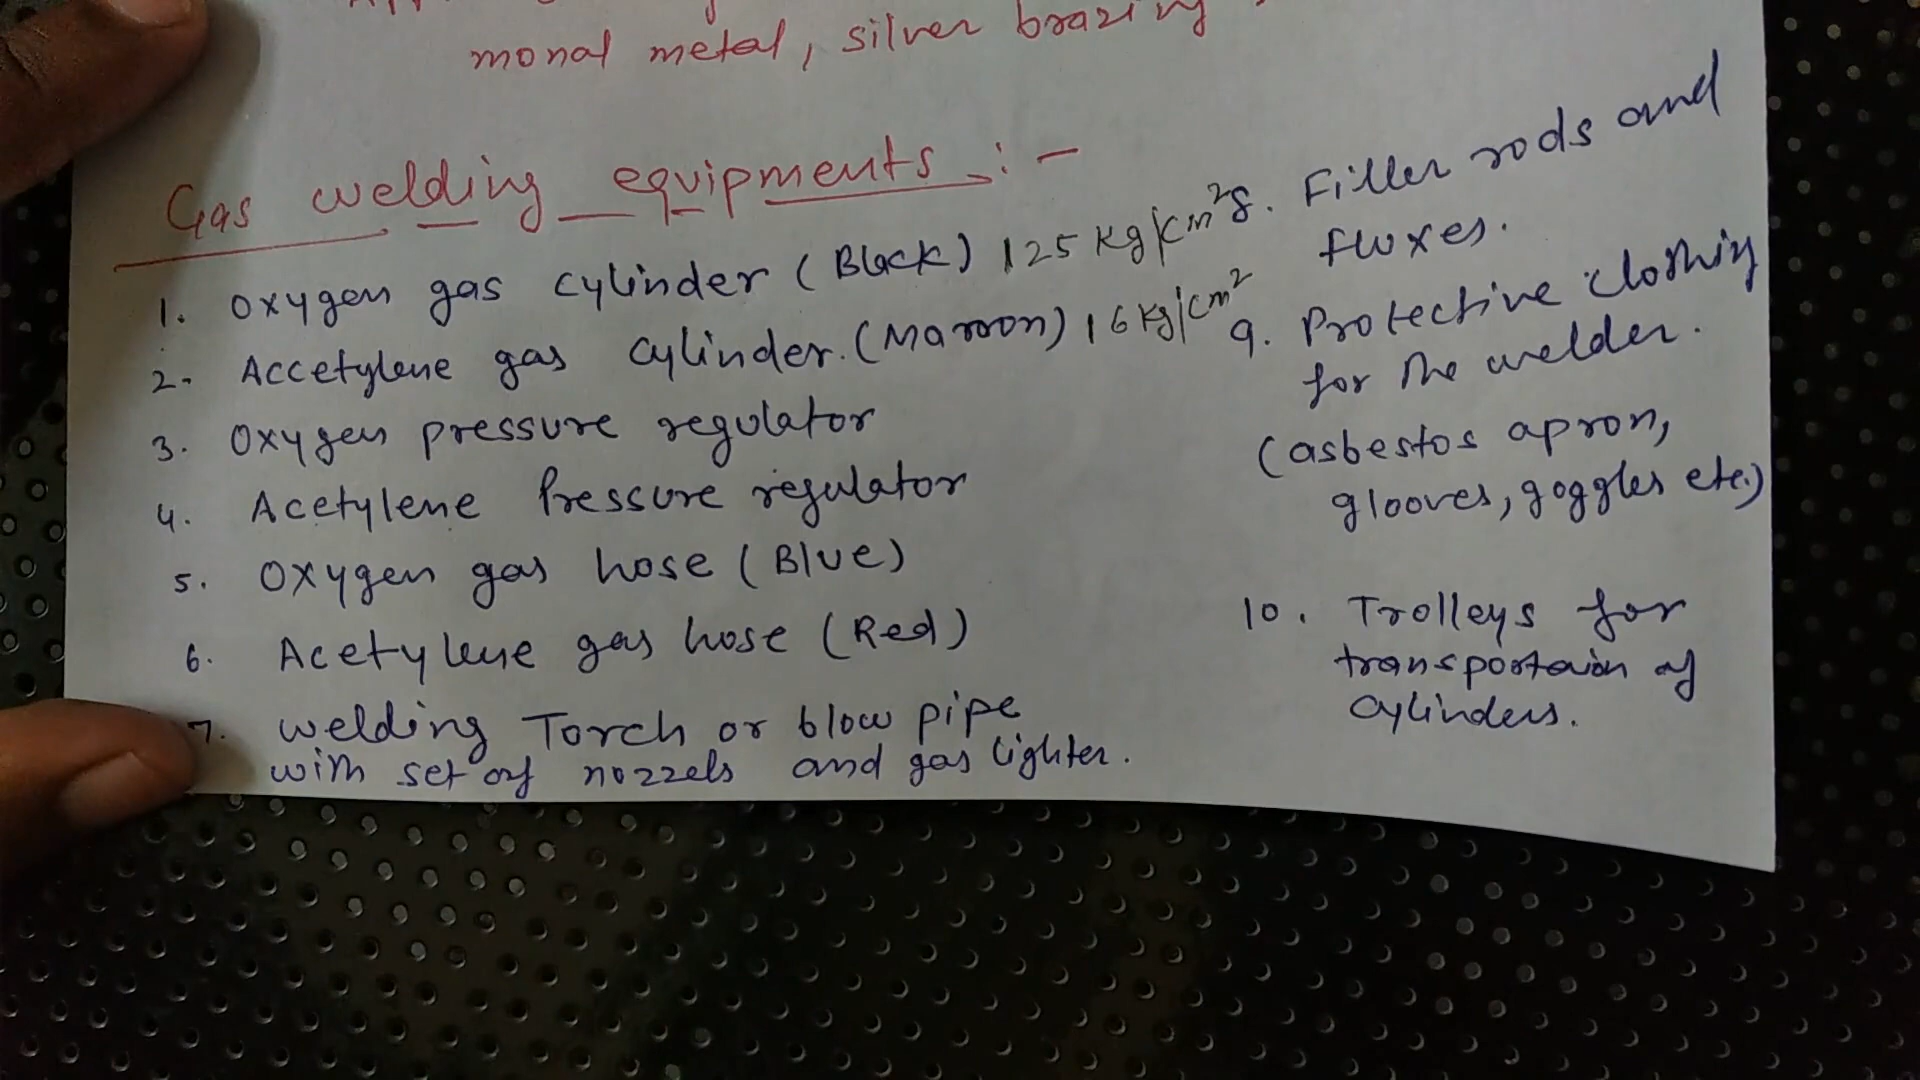 monal metal, silver brazing
Gas welding equipments :-
1. Oxygen gas cylinder (Black) 125 kg/cm²
2. Accetylene gas cylinder. (Maroon) 16 kg/cm²
3. Oxygen pressure regulator
4. Acetylene Pressure regulator
5. Oxygen gas hose (Blue)
6. Acetylene gas hose (Red)
7. welding Torch or blow pipe
with set of nozzels and gas lighter.
8. Filler rods and
fluxes.
9. Protective clothing
for the welder.
(asbestos apron,
glooves, goggles etc.)
10. Trolleys for
transportain of
cylinders.